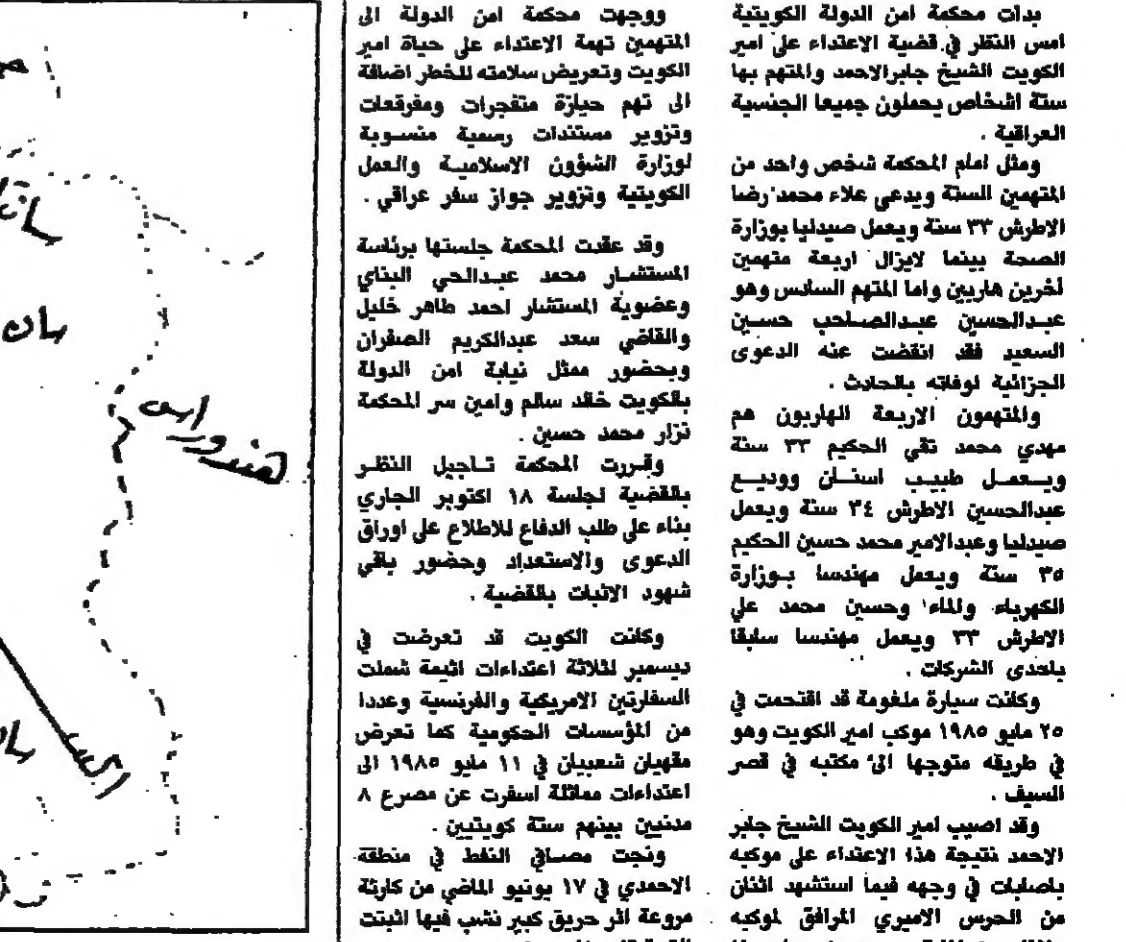 بدأت محكمة امن الدولة الكويتية
امس النظر في قضية الاعتداء على امير
الكويت الشيخ جابرالاحمد والمتهم بها
ستة اشخاص يحملون جميعا الجنسية
العراقية .
ومثل امام المحكمة شخص واحد من
المتهمين الستة ويدعى علاء محمد رضا
الاطرش ٣٣ سنة ويعمل صيدليا بوزارة
الصحة بينما لايزال اربعة متهمين
أخرين هاربين واما المتهم السادس وهو
عبدالحسين عبدالصاحب حسين
السعيد فقد انقضت عنه الدعوى
الجزائية لوفاته بالحادث .
والمتهمون الاربعة الهاربون هم
مهدي محمد تقي الحكيم ٣٣ سنة
ويعمل طبيب اسنان ووديع
عبدالحسين الاطرش ٣٤ سنة ويعمل
صيدليا وعبدالامير محمد حسين الحكيم
٣٥ سنة ويعمل مهندسا بوزارة
الكهرباء والماء وحسين محمد علي
الاطرش ٣٣ ويعمل مهندسا سابقا
باحدى الشركات .
وكانت سيارة ملغومة قد اقتحمت في
٢٥ مايو ١٩٨٥ موكب امير الكويت وهو
في طريقه متوجها الى مكتبه في قصر
السيف .
وقد اصيب امير الكويت الشيخ جابر
الاحمد نتيجة هذا الاعتداء على موكبه
باصابات في وجهه فيما استشهد اثنان
من الحرس الاميري المرافق لموكبه
ووجهت محكمة امن الدولة الى
المتهمين تهمة الاعتداء على حياة امير
الكويت وتعريض سلامته للخطر اضافة
الى تهم حيازة متفجرات ومفرقعات
وتزوير مستندات رسمية منسوبة
لوزارة الشؤون الاسلامية والعمل
الكويتية وتزوير جواز سفر عراقي .
وقد عقدت المحكمة جلستها برئاسة
المستشار محمد عبدالحي البناي
وعضوية المستشار احمد طاهر خليل
والقاضي سعد عبدالكريم الصفران
وبحضور ممثل نيابة امن الدولة
بالكويت خالد سالم وامين سر المحكمة
نزار محمد حسين .
وقررت المحكمة تاجيل النظر
بالقضية لجلسة ١٨ اكتوبر الجاري
بناء على طلب الدفاع للاطلاع على اوراق
الدعوى والاستعداد وحضور باقي
شهود الاثبات بالقضية .
وكانت الكويت قد تعرضت في
ديسمبر لثلاثة اعتداءات اثيمة شملت
السفارتين الامريكية والفرنسية وعددا
من المؤسسات الحكومية كما تعرض
مقهيان شعبيان في ١١ مايو ١٩٨٥ الى
اعتداءات مماثلة اسفرت عن مصرع ٨
مدنيين بينهم ستة كويتيين .
ونجت مصافي النفط في منطقة
الاحمدي في ١٧ يونيو الماضي من كارثة
مروعة اثر حريق كبير نشب فيها اثبتت
سان
هندوراس